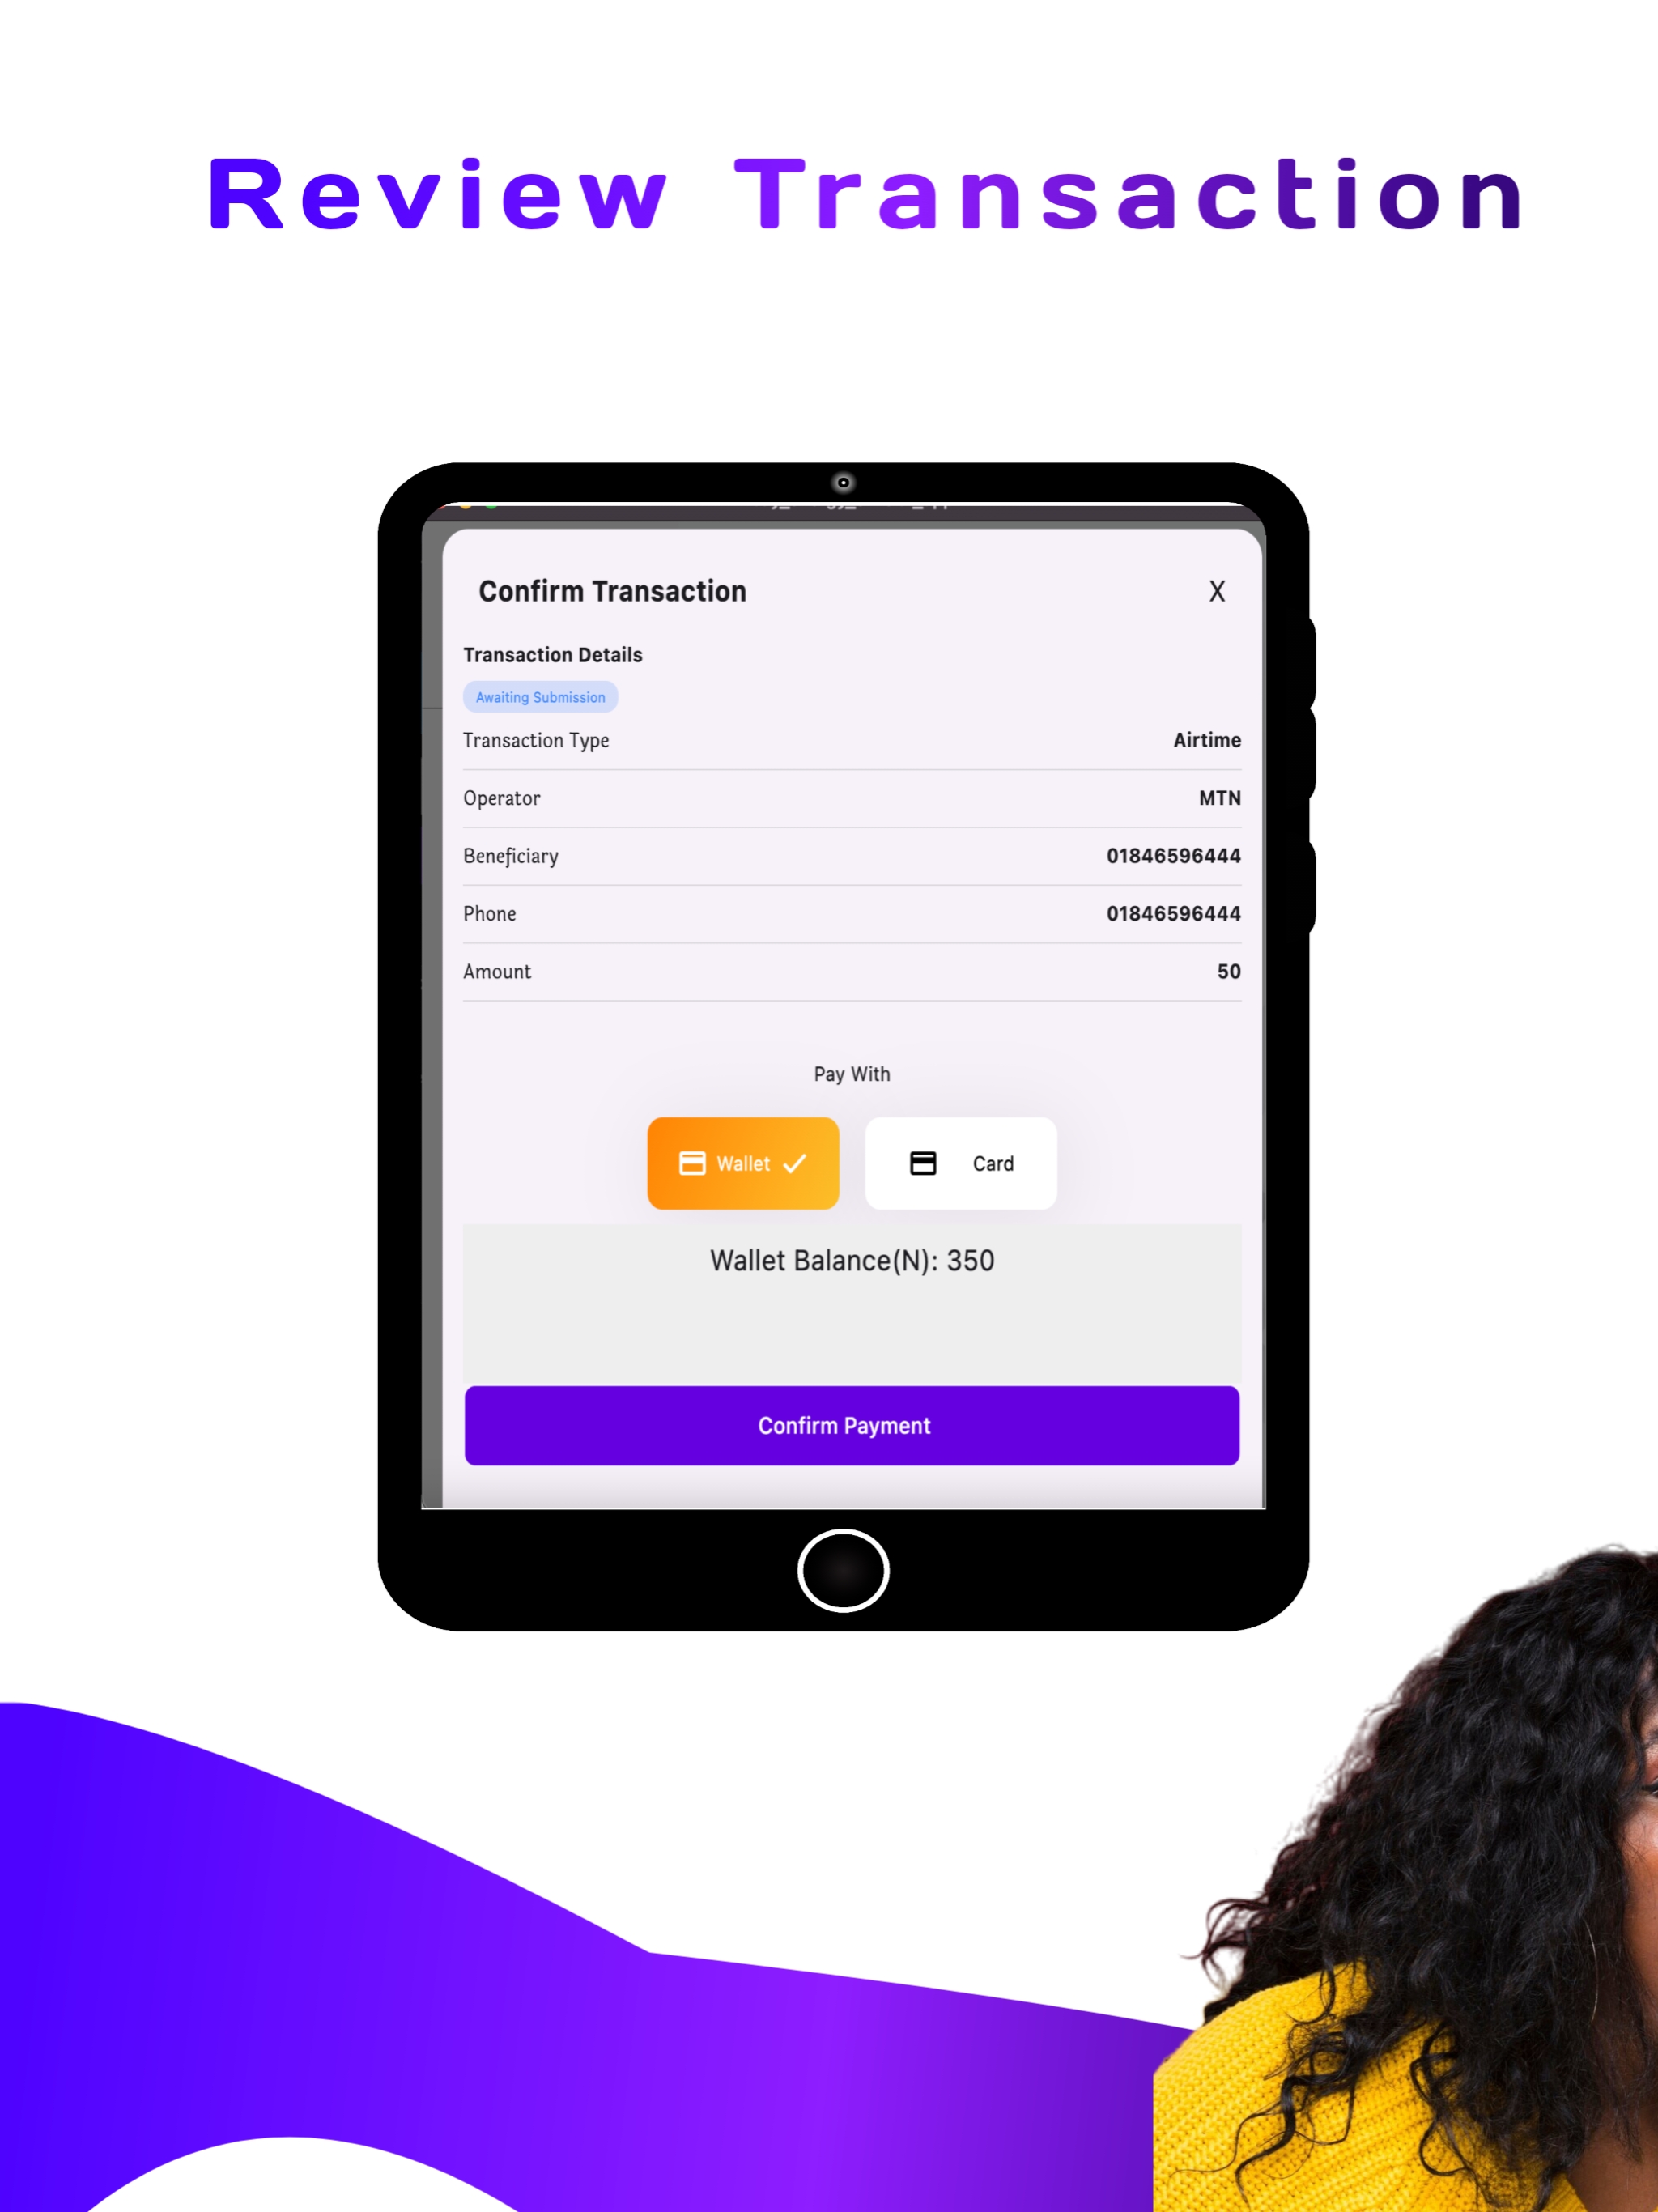 Review Transaction
Confirm Transaction X
Transaction Details
Awaiting Submission
Transaction Type Airtime
Operator MTN
Beneficiary 01846596444
Phone 01846596444
Amount 50
Pay With
Wallet Card
Wallet Balance(N): 350
Confirm Payment